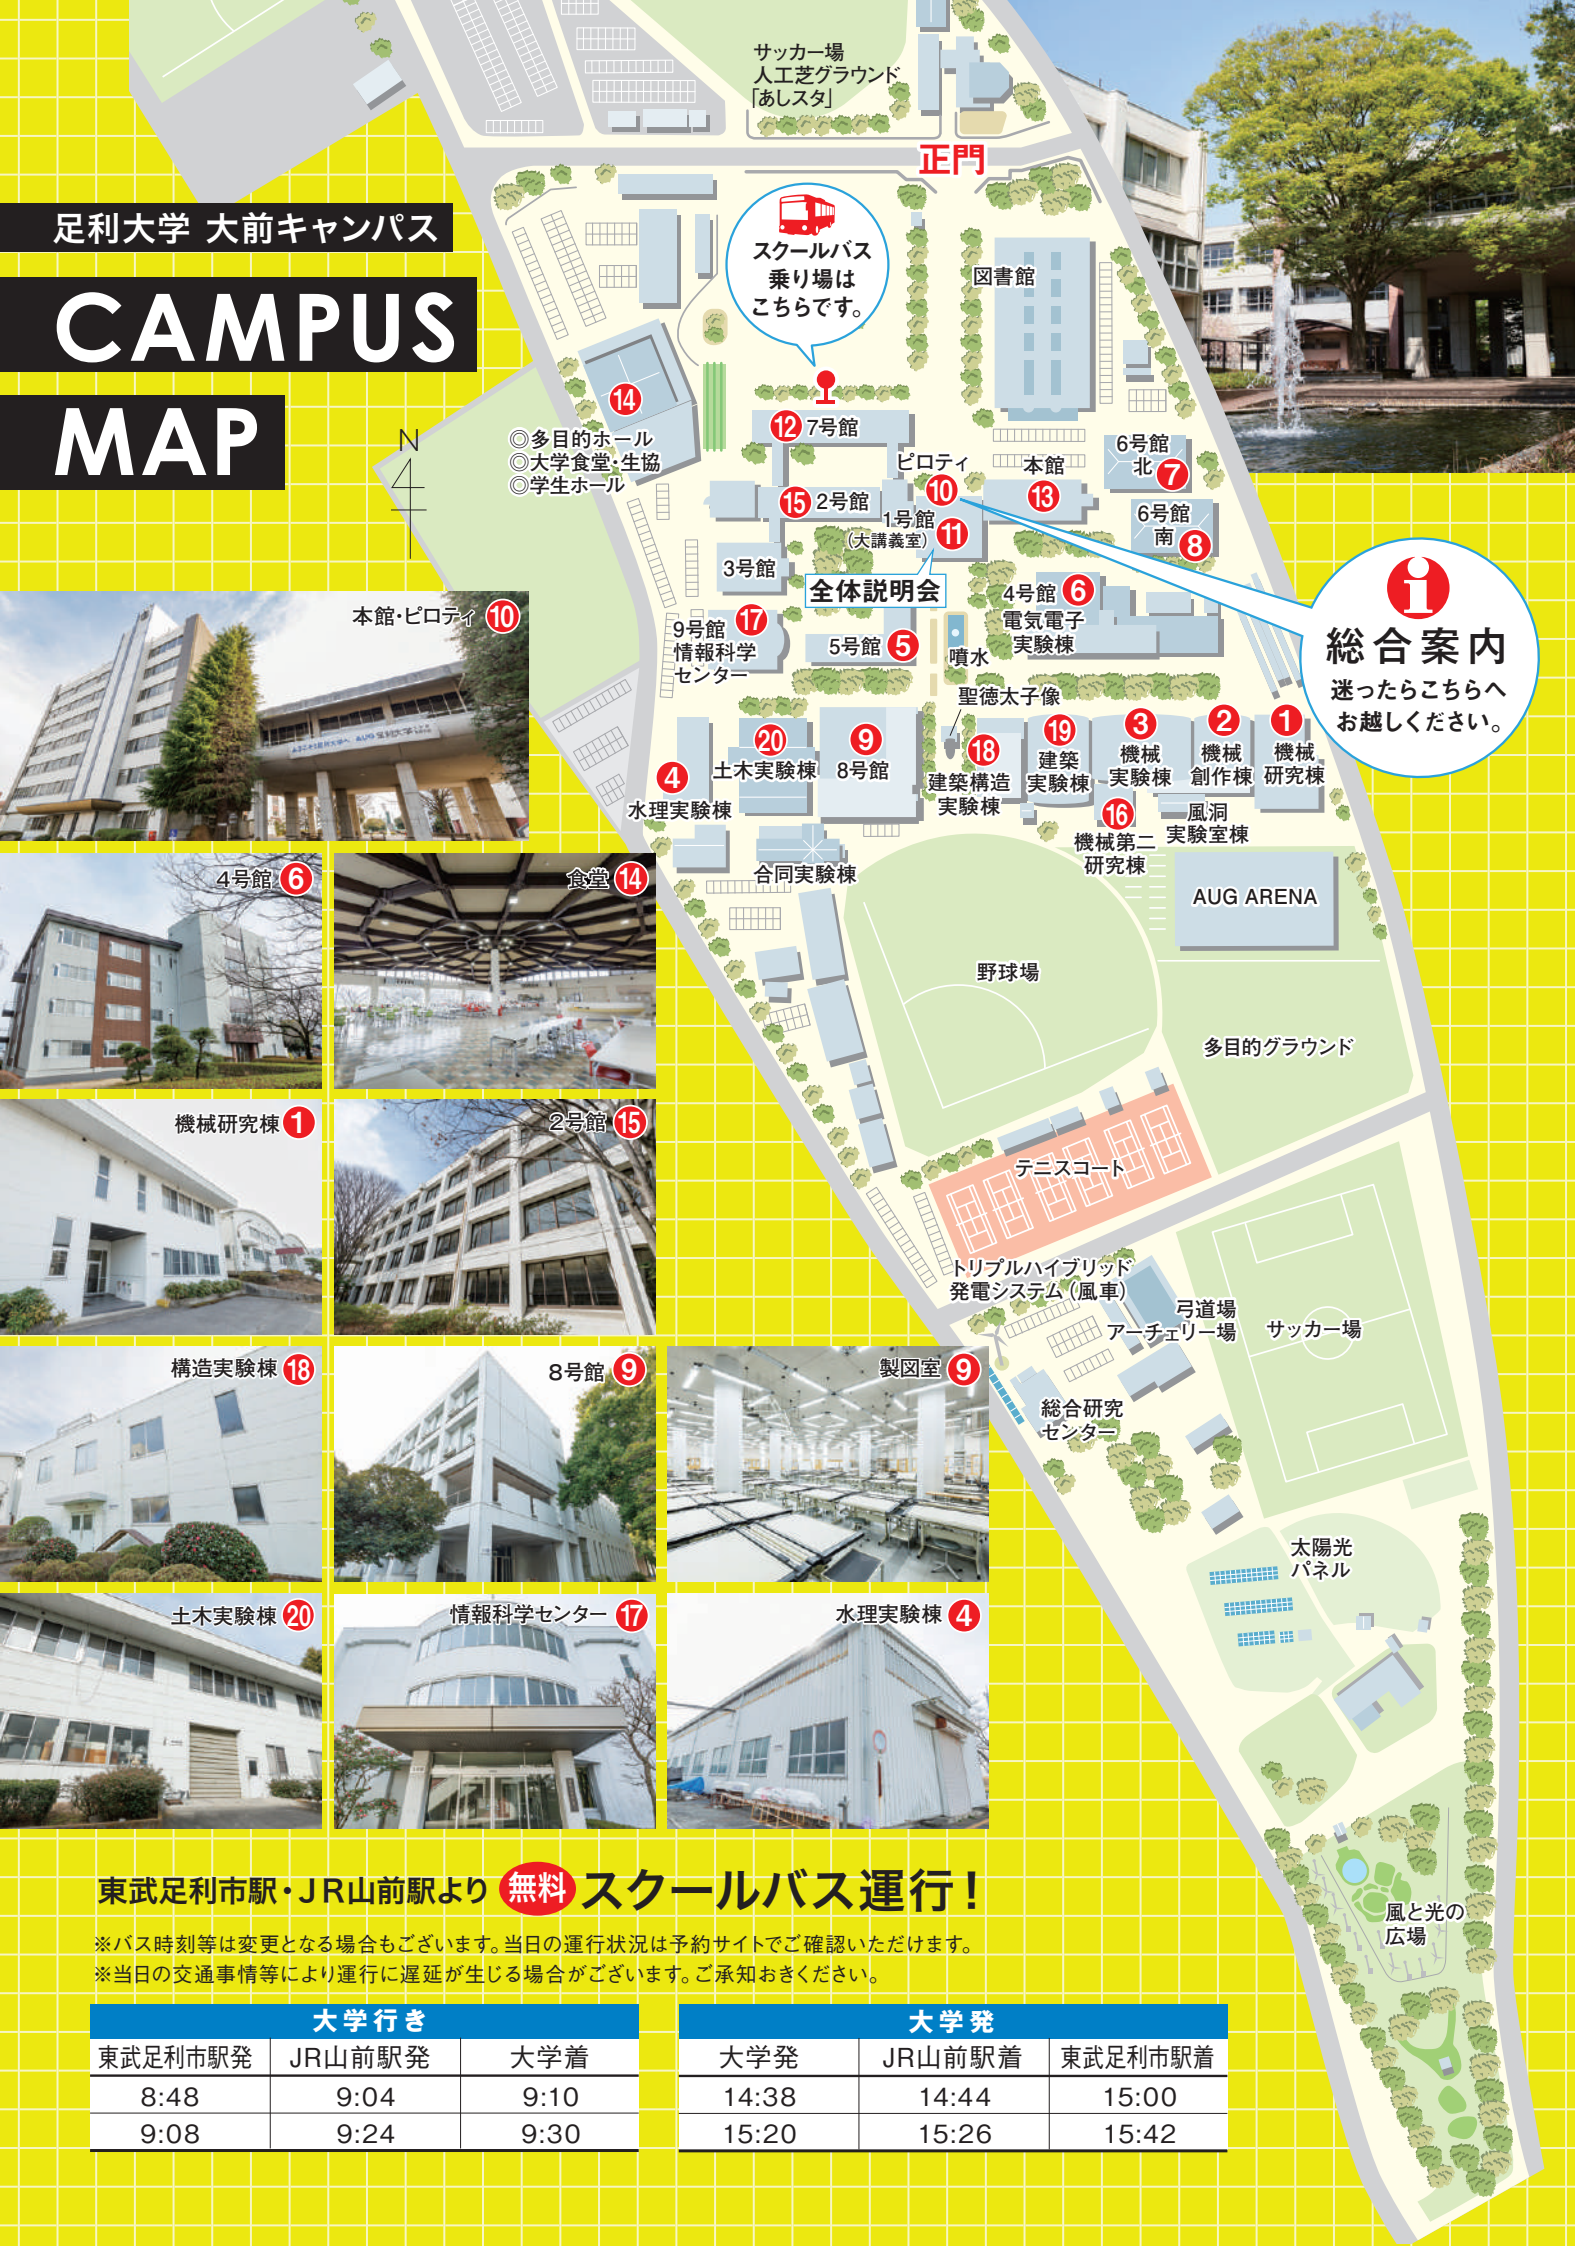 足利大学 大前キャンパス
CAMPUS
MAP
N
サッカー場
人工芝グラウンド
「あしスタ」
正門
スクールバス
乗り場は
こちらです。
図書館
14
◎多目的ホール
◎大学食堂・生協
◎学生ホール
12 7号館
ピロティ
10
本館
13
6号館
北 7
15 2号館
1号館
(大講義室) 11
6号館
南 8
3号館
全体説明会
4号館 6
電気電子
実験棟
9号館 17
情報科学
センター
5号館 5
噴水
聖徳太子像
総合案内
迷ったらこちらへ
お越しください。
4
水理実験棟
20
土木実験棟
9
8号館
18
建築構造
実験棟
19
建築
実験棟
3
機械
実験棟
2
機械
創作棟
1
機械
研究棟
16
機械第二
研究棟
風洞
実験室棟
合同実験棟
AUG ARENA
野球場
多目的グラウンド
テニスコート
トリプルハイブリッド
発電システム(風車)
弓道場
アーチェリー場
サッカー場
総合研究
センター
太陽光
パネル
風と光の
広場
本館・ピロティ 10
4号館 6
食堂 14
機械研究棟 1
2号館 15
構造実験棟 18
8号館 9
製図室 9
土木実験棟 20
情報科学センター 17
水理実験棟 4
東武足利市駅・JR山前駅より 無料 スクールバス運行!
※バス時刻等は変更となる場合もございます。当日の運行状況は予約サイトでご確認いただけます。
※当日の交通事情等により運行に遅延が生じる場合がございます。ご承知おきください。
大学行き
東武足利市駅発 JR山前駅発 大学着
8:48 9:04 9:10
9:08 9:24 9:30
大学発
大学発 JR山前駅着 東武足利市駅着
14:38 14:44 15:00
15:20 15:26 15:42